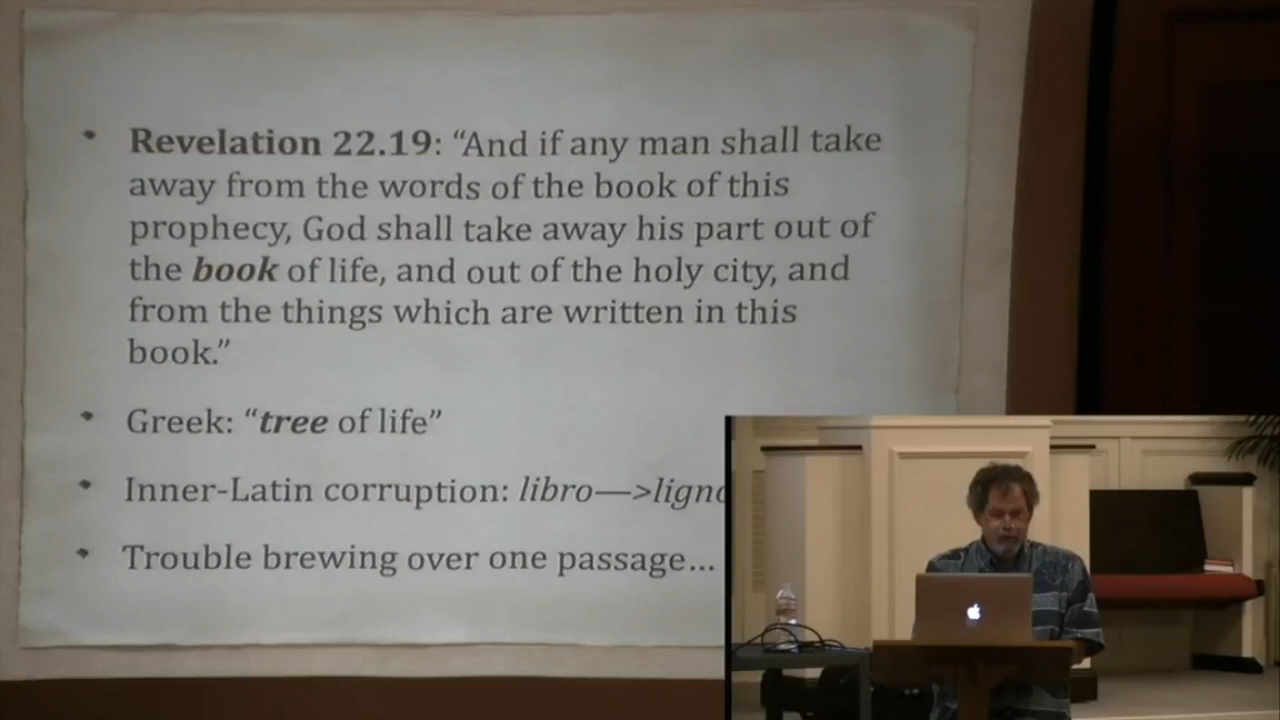 • Revelation 22.19: “And if any man shall take
away from the words of the book of this
prophecy, God shall take away his part out of
the book of life, and out of the holy city, and
from the things which are written in this
book.”
• Greek: “tree of life”
• Inner-Latin corruption: libro—>ligno
• Trouble brewing over one passage…